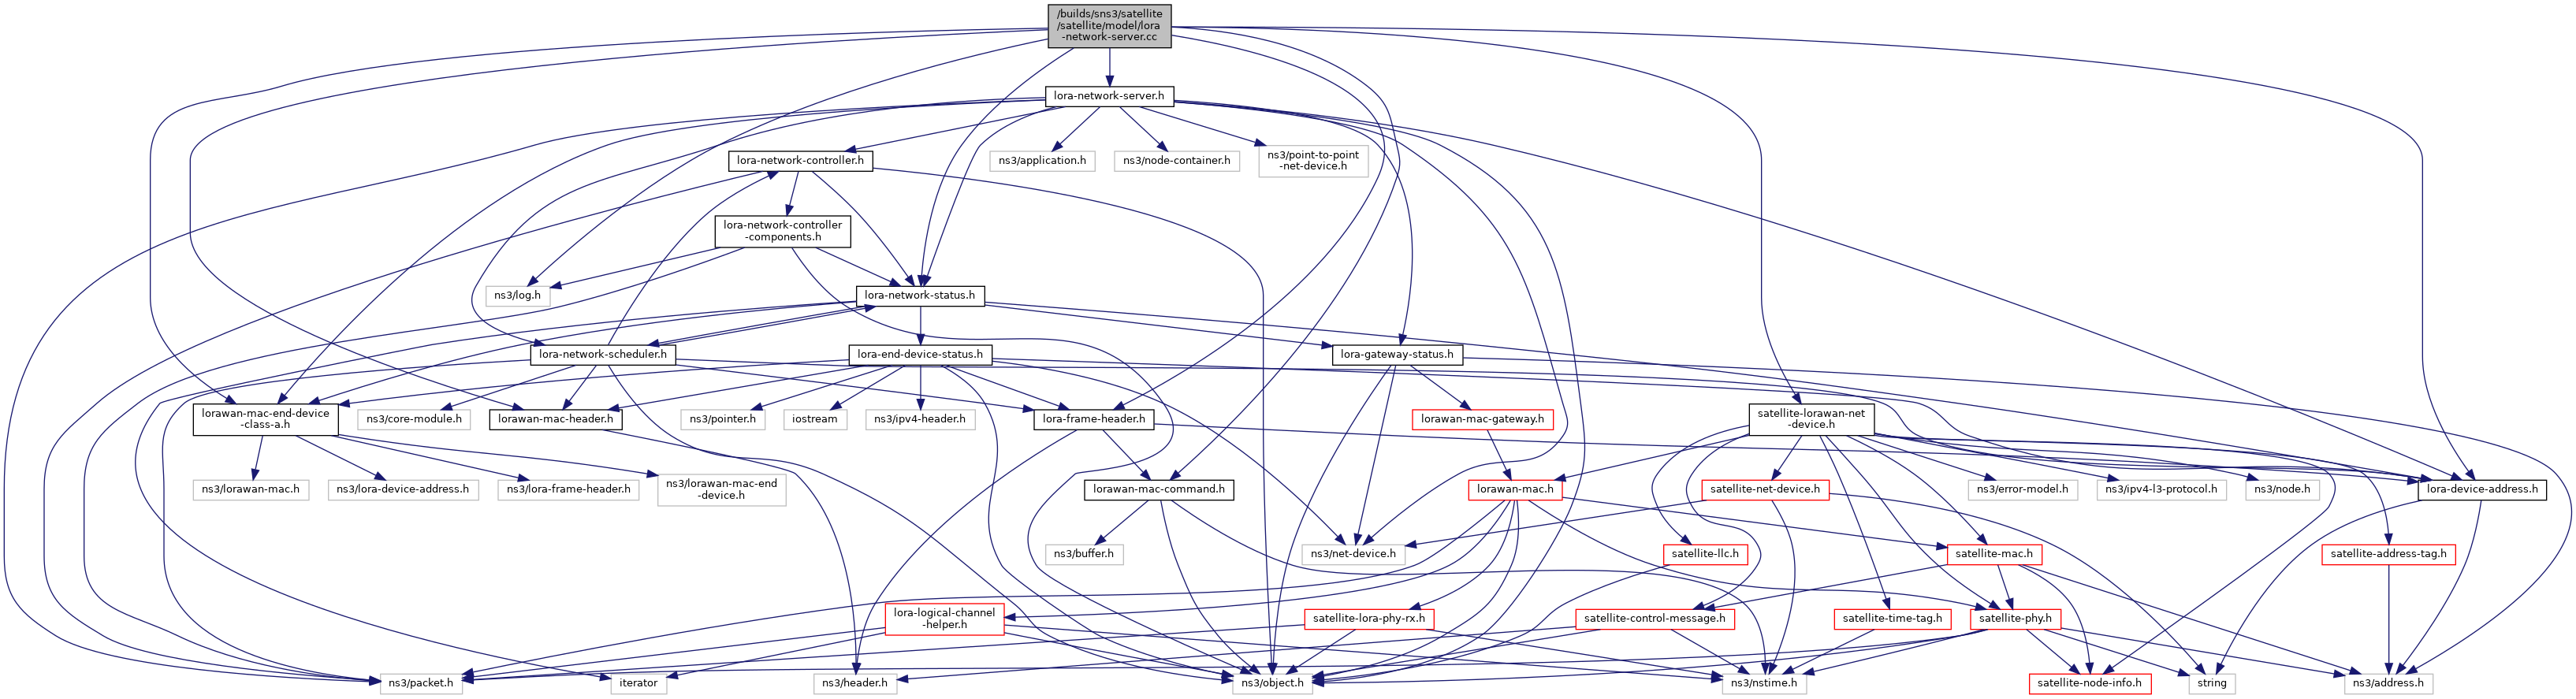 /builds/sns3/satellite
/satellite/model/lora
-network-server.cc
lora-network-server.h
lora-network-controller.h
ns3/application.h
ns3/node-container.h
ns3/point-to-point
-net-device.h
lora-network-controller
-components.h
ns3/log.h
lora-network-status.h
lora-network-scheduler.h
lora-end-device-status.h
lora-gateway-status.h
lorawan-mac-end-device
-class-a.h
ns3/core-module.h
lorawan-mac-header.h
ns3/pointer.h
iostream
ns3/ipv4-header.h
lora-frame-header.h
lorawan-mac-gateway.h
satellite-lorawan-net
-device.h
ns3/lorawan-mac.h
ns3/lora-device-address.h
ns3/lora-frame-header.h
ns3/lorawan-mac-end
-device.h
lorawan-mac-command.h
lorawan-mac.h
satellite-net-device.h
ns3/error-model.h
ns3/ipv4-l3-protocol.h
ns3/node.h
lora-device-address.h
ns3/buffer.h
ns3/net-device.h
satellite-llc.h
satellite-mac.h
satellite-address-tag.h
lora-logical-channel
-helper.h
satellite-lora-phy-rx.h
satellite-control-message.h
satellite-time-tag.h
satellite-phy.h
ns3/packet.h
iterator
ns3/header.h
ns3/object.h
ns3/nstime.h
satellite-node-info.h
string
ns3/address.h